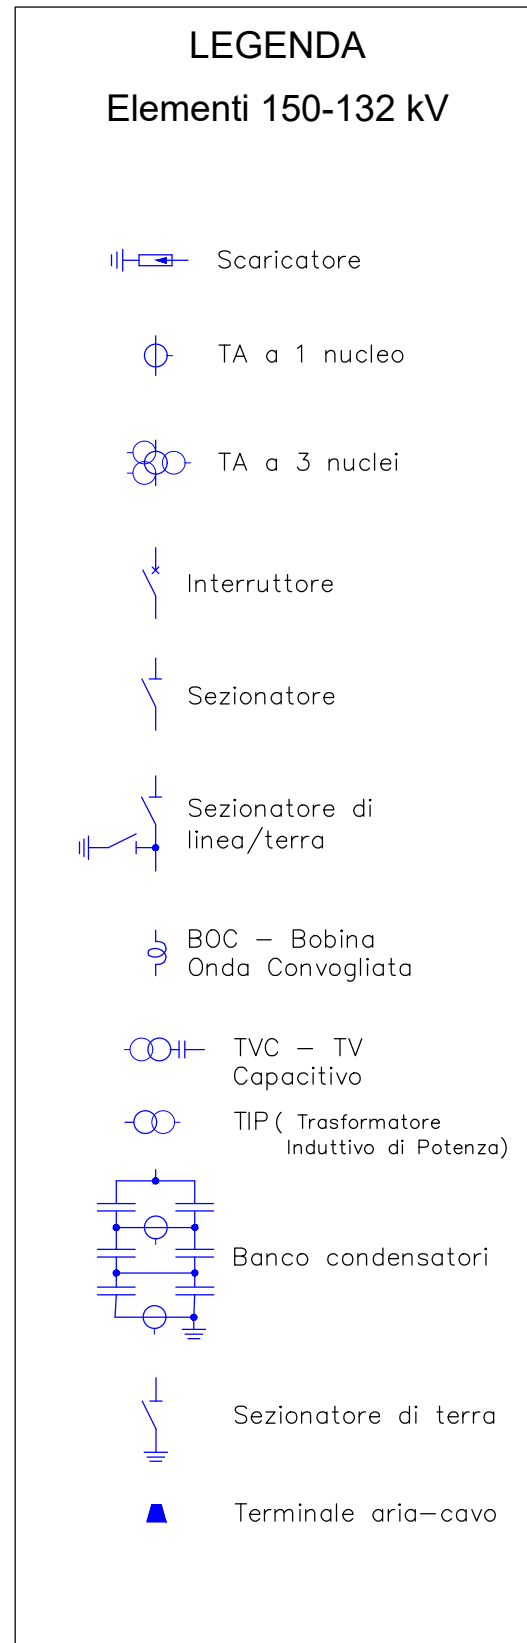 LEGENDA
Elementi 150-132 kV
Scaricatore
TA a 1 nucleo
TA a 3 nuclei
Interruttore
Sezionatore
Sezionatore di
linea/terra
BOC – Bobina
Onda Convogliata
TVC – TV
Capacitivo
TIP ( Trasformatore
Induttivo di Potenza)
Banco condensatori
Sezionatore di terra
Terminale aria–cavo